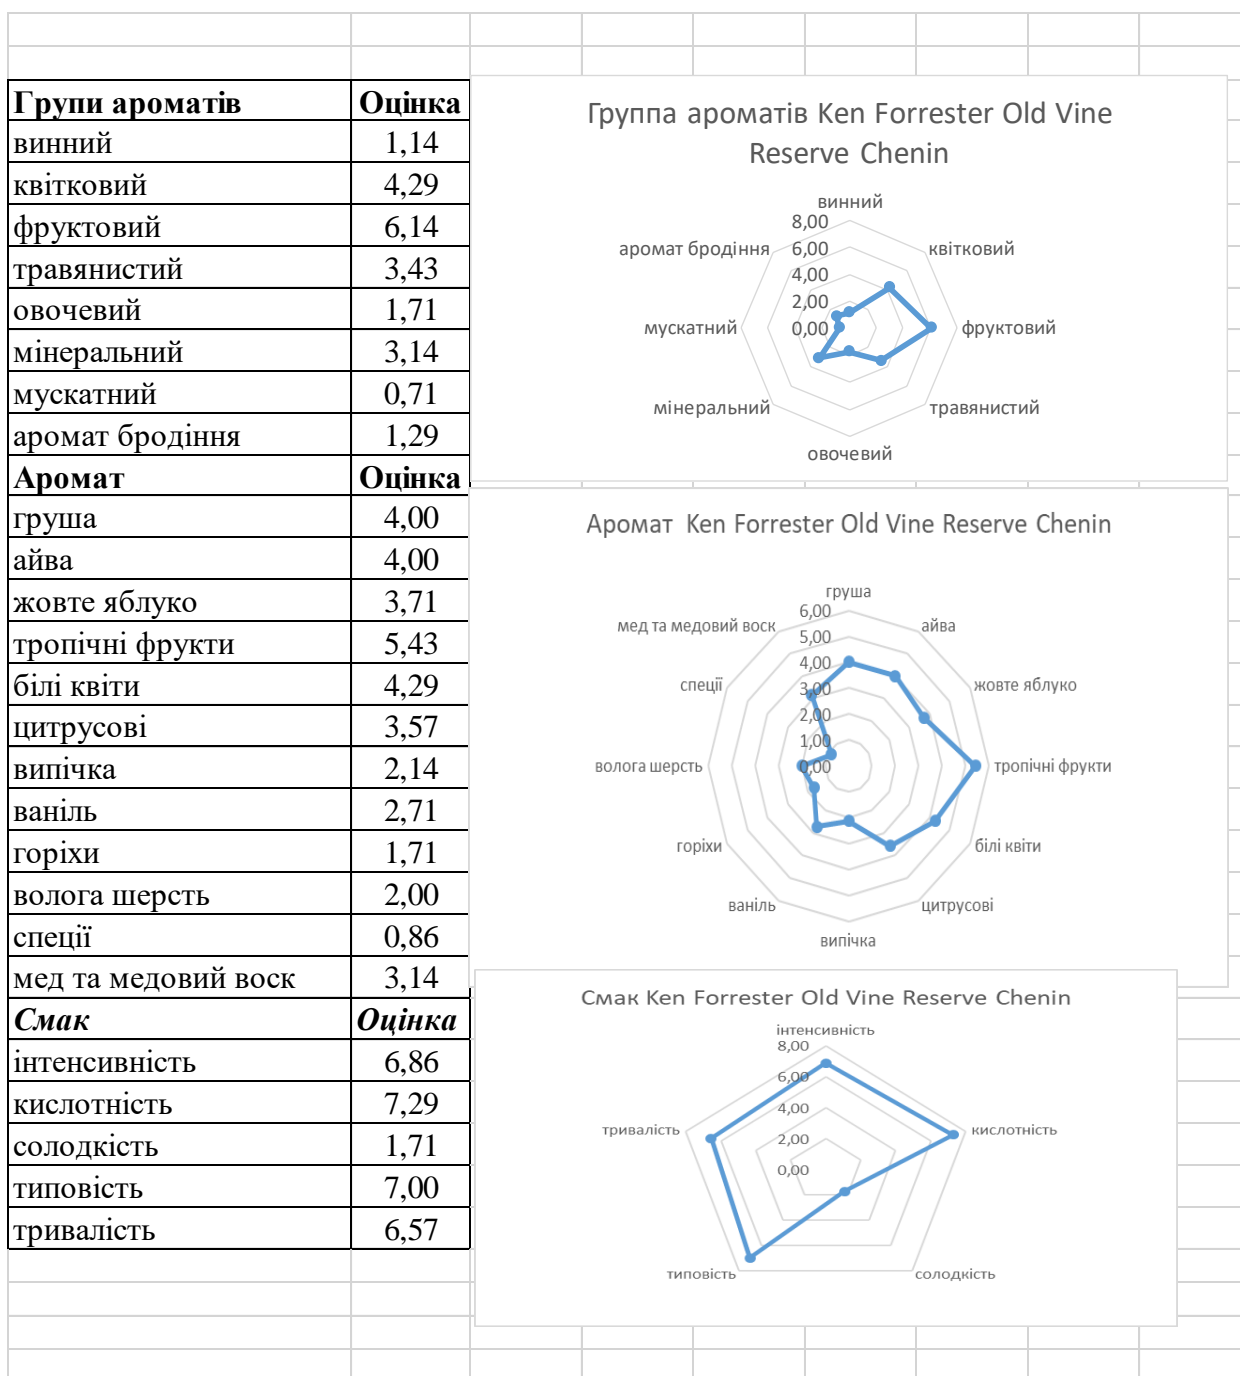 Групи ароматів Оцінка
винний 1,14
квітковий 4,29
фруктовий 6,14
травянистий 3,43
овочевий 1,71
мінеральний 3,14
мускатний 0,71
аромат бродіння 1,29
Аромат Оцінка
груша 4,00
айва 4,00
жовте яблуко 3,71
тропічні фрукти 5,43
білі квіти 4,29
цитрусові 3,57
випічка 2,14
ваніль 2,71
горіхи 1,71
волога шерсть 2,00
спеції 0,86
мед та медовий воск 3,14
Смак Оцінка
інтенсивність 6,86
кислотність 7,29
солодкість 1,71
типовість 7,00
тривалість 6,57
Группа ароматів Ken Forrester Old Vine
Reserve Chenin
винний
8,00
аромат бродіння 6,00 квітковий
4,00
2,00
мускатний 0,00 фруктовий
мінеральний травянистий
овочевий
Аромат Ken Forrester Old Vine Reserve Chenin
груша
6,00
мед та медовий воск айва
5,00
4,00
спеції 3,00 жовте яблуко
2,00
1,00
волога шерсть 0,00 тропічні фрукти
горіхи білі квіти
ваніль цитрусові
випічка
Смак Ken Forrester Old Vine Reserve Chenin
інтенсивність
8,00
6,00
4,00
тривалість 2,00 кислотність
0,00
типовість солодкість